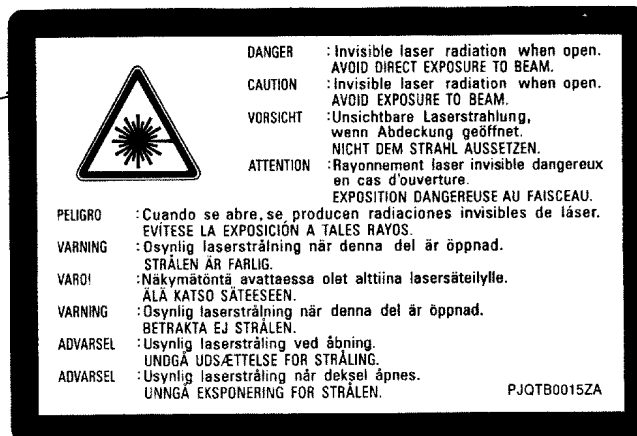 DANGER : Invisible laser radiation when open.
AVOID DIRECT EXPOSURE TO BEAM.
CAUTION : Invisible laser radiation when open.
AVOID EXPOSURE TO BEAM.
VORSICHT : Unsichtbare Laserstrahlung,
wenn Abdeckung geöffnet.
NICHT DEM STRAHL AUSSETZEN.
ATTENTION : Rayonnement laser invisible dangereux
en cas d'ouverture.
EXPOSITION DANGEREUSE AU FAISCEAU.
PELIGRO : Cuando se abre, se producen radiaciones invisibles de láser.
EVÍTESE LA EXPOSICIÓN A TALES RAYOS.
VARNING : Osynlig laserstrålning när denna del är öppnad.
STRÅLEN ÄR FARLIG.
VARO! : Näkymätöntä avattaessa olet alttiina lasersäteilylle.
ÄLÄ KATSO SÄTEESEEN.
VARNING : Osynlig laserstrålning när denna del är öppnad.
BETRAKTA EJ STRÅLEN.
ADVARSEL : Usynlig laserstråling ved åbning.
UNDGÅ UDSÆTTELSE FOR STRÅLING.
ADVARSEL : Usynlig laserstråling når deksel åpnes.
UNNGÅ EKSPONERING FOR STRÅLEN. PJQTB0015ZA